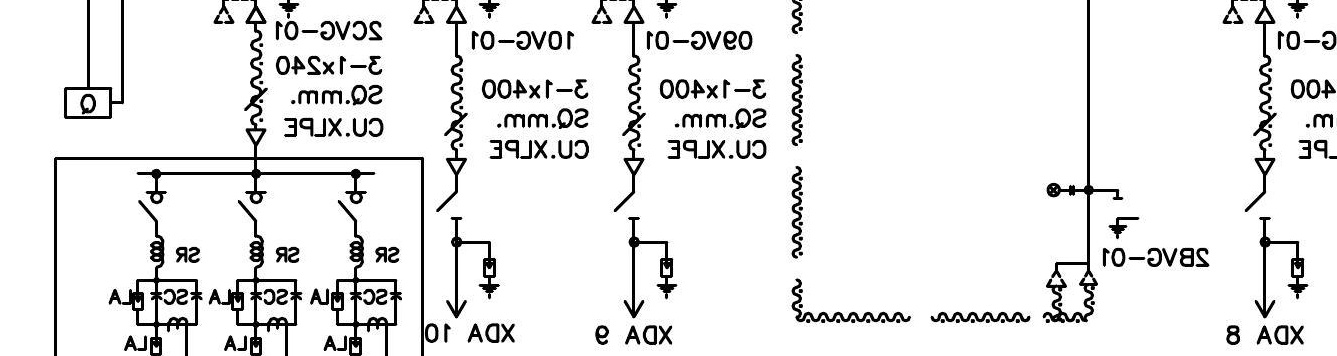 2CVG-01
3-1x240
SQ.mm.
CU.XLPE
10VG-01
3-1x400
SQ.mm.
CU.XLPE
09VG-01
3-1x400
SQ.mm.
CU.XLPE
G-01
400
m.
PE
Q
2BVG-01
SR
SR
SR
SC
LA
SC
LA
SC
LA
LA
LA
LA
XDA 10
XDA 9
XDA 8